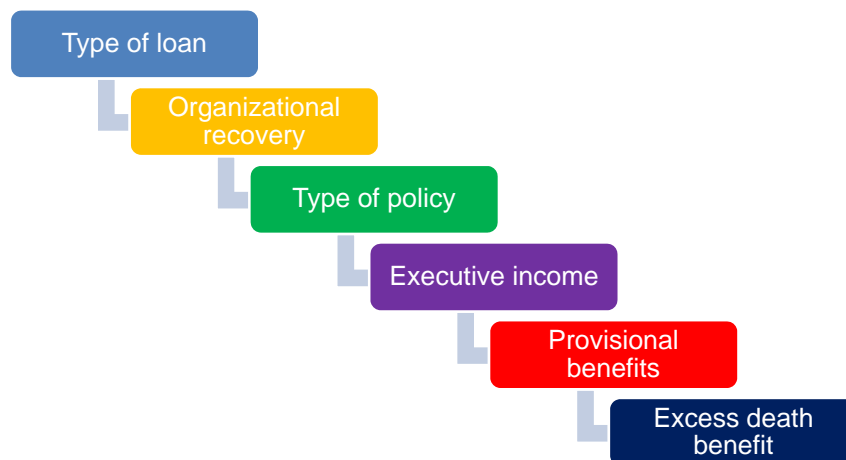 Type of loan
Organizational
recovery
Type of policy
Executive income
Provisional
benefits
Excess death
benefit